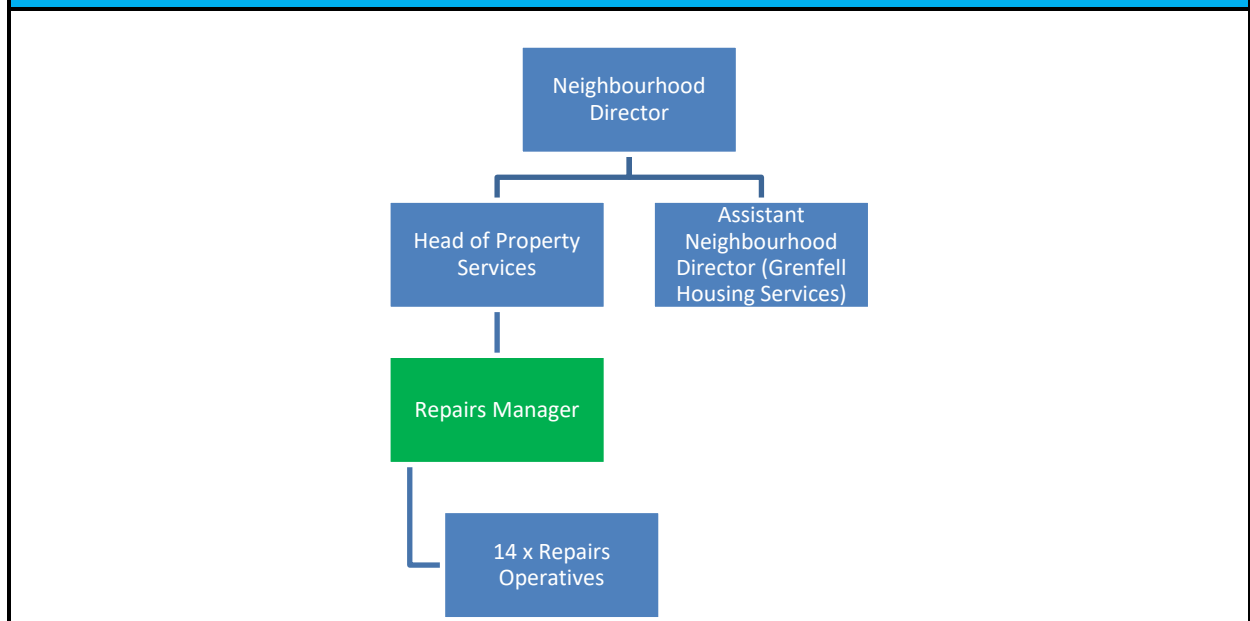 Neighbourhood
Director
Head of Property
Services
Assistant
Neighbourhood
Director (Grenfell
Housing Services)
Repairs Manager
14 x Repairs
Operatives